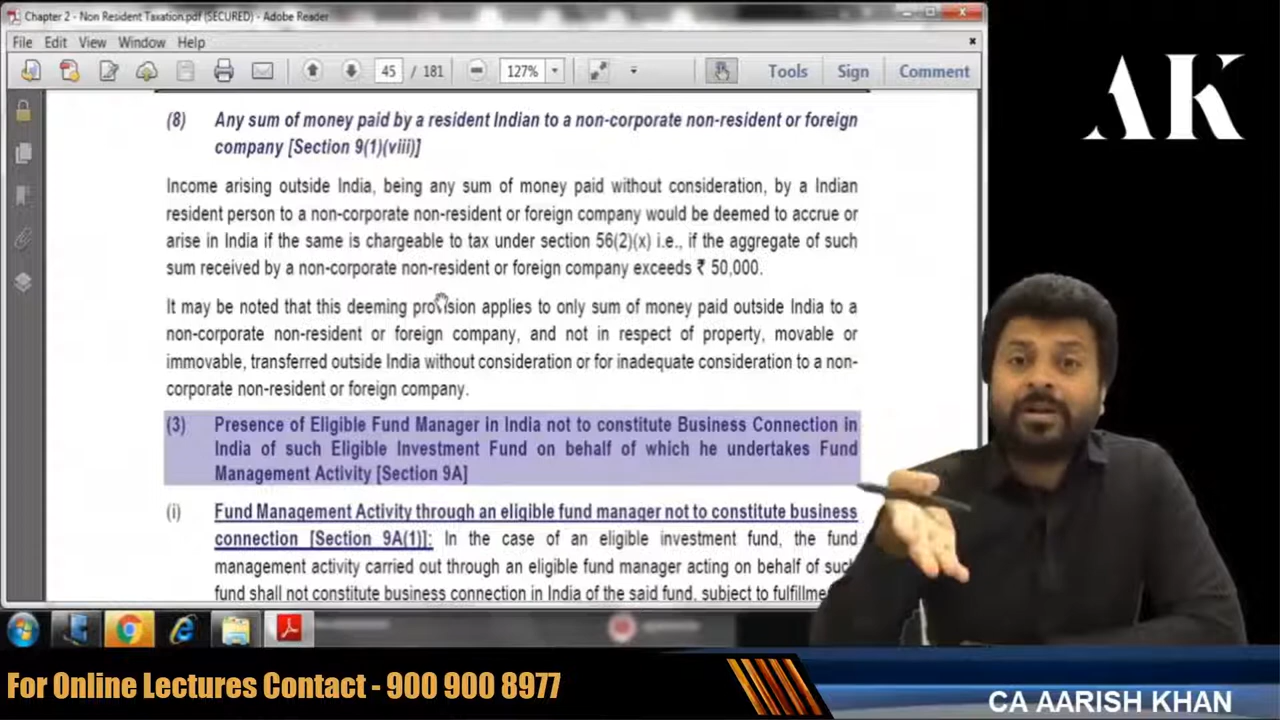 Chapter 2 - Non Resident Taxation.pdf (SECURED) - Adobe Reader
File Edit View Window Help
45 / 181 127% Tools Sign Comment
AK
(8) Any sum of money paid by a resident Indian to a non-corporate non-resident or foreign
company [Section 9(1)(viii)]
Income arising outside India, being any sum of money paid without consideration, by a Indian
resident person to a non-corporate non-resident or foreign company would be deemed to accrue or
arise in India if the same is chargeable to tax under section 56(2)(x) i.e., if the aggregate of such
sum received by a non-corporate non-resident or foreign company exceeds ₹ 50,000.
It may be noted that this deeming provision applies to only sum of money paid outside India to a
non-corporate non-resident or foreign company, and not in respect of property, movable or
immovable, transferred outside India without consideration or for inadequate consideration to a non-
corporate non-resident or foreign company.
(3) Presence of Eligible Fund Manager in India not to constitute Business Connection in
India of such Eligible Investment Fund on behalf of which he undertakes Fund
Management Activity [Section 9A]
(i) Fund Management Activity through an eligible fund manager not to constitute business
connection [Section 9A(1)]: In the case of an eligible investment fund, the fund
management activity carried out through an eligible fund manager acting on behalf of such
fund shall not constitute business connection in India of the said fund, subject to fulfillme
For Online Lectures Contact - 900 900 8977
CA AARISH KHAN